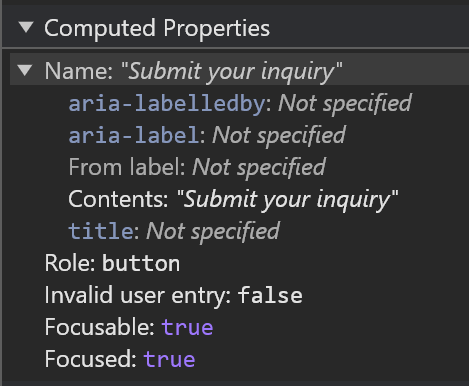 Computed Properties
Name: "Submit your inquiry"
aria-labelledby: Not specified
aria-label: Not specified
From label: Not specified
Contents: "Submit your inquiry"
title: Not specified
Role: button
Invalid user entry: false
Focusable: true
Focused: true